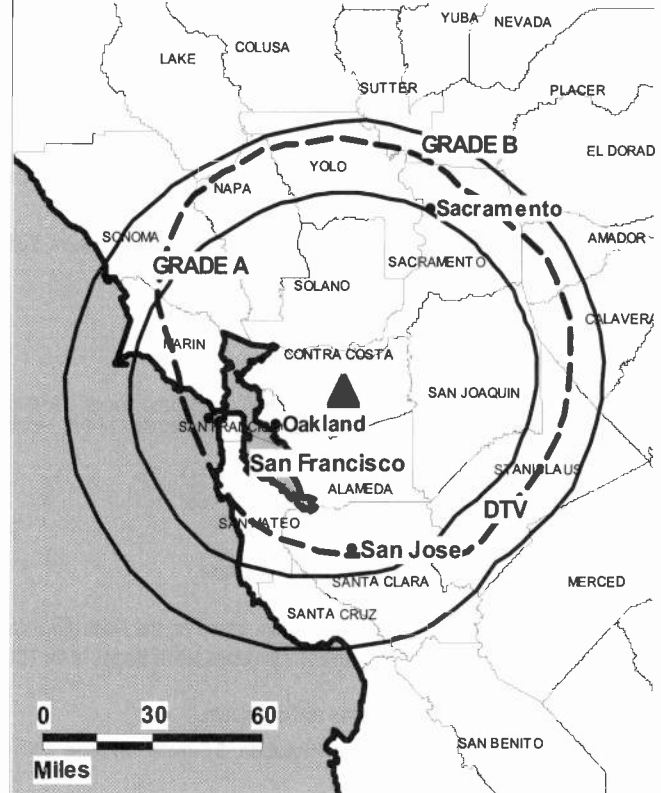 YUBA
NEVADA
COLUSA
LAKE
SUTTER
PLACER
GRADE B
EL DORAD
YOLO
NAPA
Sacramento
SONOMA
AMADOR
GRADE A
SACRAMENTO
SOLANO
CALAVERA
MARIN
CONTRA COSTA
SAN JOAQUIN
SAN FRANCISCO
Oakland
San Francisco
STANISLAUS
ALAMEDA
DTV
SAN MATEO
San Jose
SANTA CLARA
MERCED
SANTA CRUZ
0 30 60
SAN BENITO
Miles